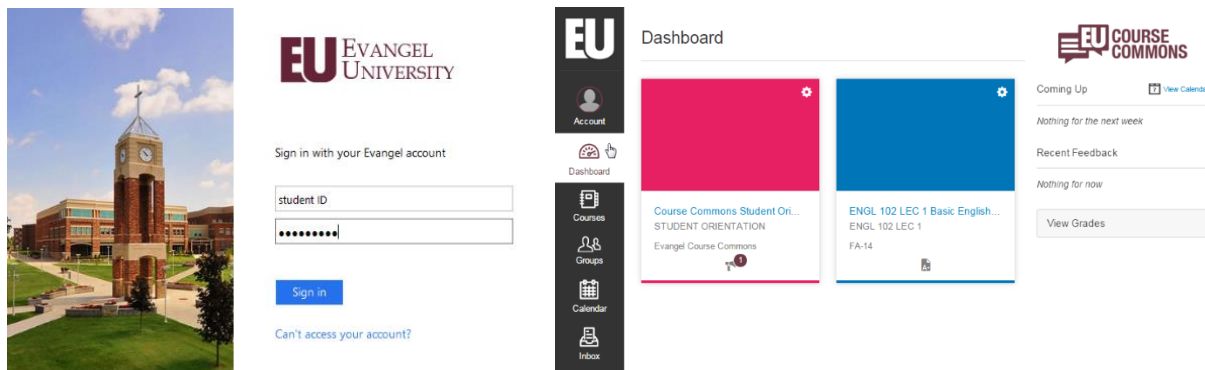 EU EVANGEL
UNIVERSITY
Sign in with your Evangel account
student ID
Sign in
Can't access your account?
EU
Account
Dashboard
Courses
Groups
Calendar
Inbox
Dashboard
Course Commons Student Ori...
STUDENT ORIENTATION
Evangel Course Commons
1
ENGL 102 LEC 1 Basic English...
ENGL 102 LEC 1
FA-14
EU COURSE
COMMONS
Coming Up
7 View Calenda
Nothing for the next week
Recent Feedback
Nothing for now
View Grades